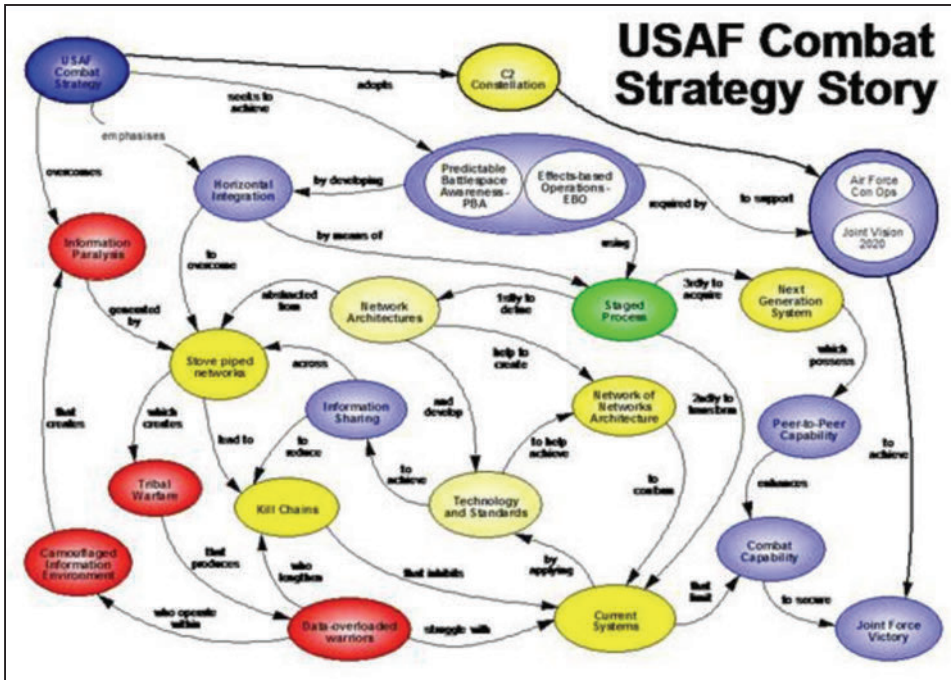 USAF Combat
Strategy Story
USAF
Combat
Strategy
C2
Constellation
adopts
seeks to
achieve
emphasises
overcomes
Horizontal
Integration
by developing
Predictable
Battlespace
Awareness-
PBA
Effects-based
Operations-
EBO
required by
to support
Air Force
Con Ops
Joint Vision
2020
Information
Paralysis
by means of
using
to
overcome
generated
by
abstracted
from
Network
Architectures
1stly to
define
Staged
Process
3rdly to
acquire
Next
Generation
System
which
possess
Stove piped
networks
across
help to
create
Information
Sharing
and
develop
Network of
Networks
Architecture
2ndly to
transform
Peer-to-Peer
Capability
to
achieve
that
creates
which
creates
lead to
to
reduce
to
achieve
to help
achieve
to
confirm
enhances
Tribal
Warfare
Kill Chains
Technology
and Standards
Combat
Capability
Camouflaged
Information
Environment
that
produces
who
lengthen
that inhibits
by
applying
that
limit
to secure
who operate
within
Data-overloaded
warriors
struggle with
Current
Systems
Joint Force
Victory